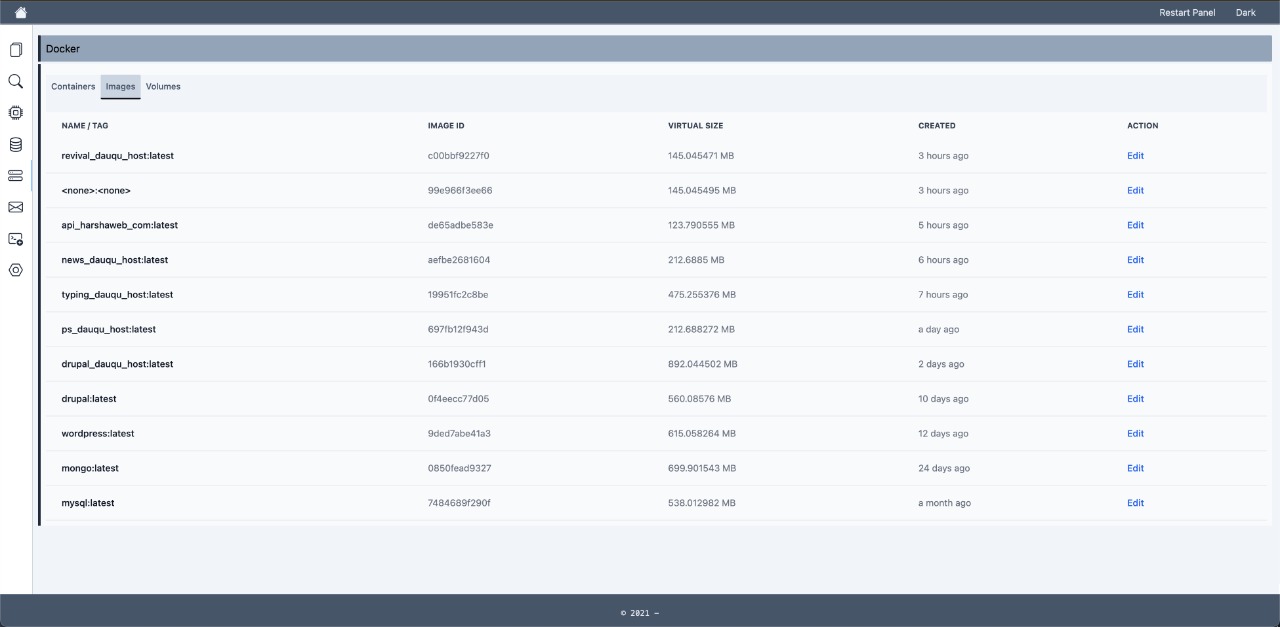 Restart Panel Dark
Docker
Containers Images Volumes
NAME / TAG IMAGE ID VIRTUAL SIZE CREATED ACTION
revival_dauqu_host:latest c00bbf9227f0 145.045471 MB 3 hours ago Edit
<none>:<none> 99e966f3ee66 145.045495 MB 3 hours ago Edit
api_harshaweb_com:latest de65adbe583e 123.790555 MB 5 hours ago Edit
news_dauqu_host:latest aefbe2681604 212.6885 MB 6 hours ago Edit
typing_dauqu_host:latest 19951fc2c8be 475.255376 MB 7 hours ago Edit
ps_dauqu_host:latest 697fb12f943d 212.688272 MB a day ago Edit
drupal_dauqu_host:latest 166b1930cff1 892.044502 MB 2 days ago Edit
drupal:latest 0f4eecc77d05 560.08576 MB 10 days ago Edit
wordpress:latest 9ded7abe41a3 615.058264 MB 12 days ago Edit
mongo:latest 0850fead9327 699.901543 MB 24 days ago Edit
mysql:latest 7484689f290f 538.012982 MB a month ago Edit
© 2021 —